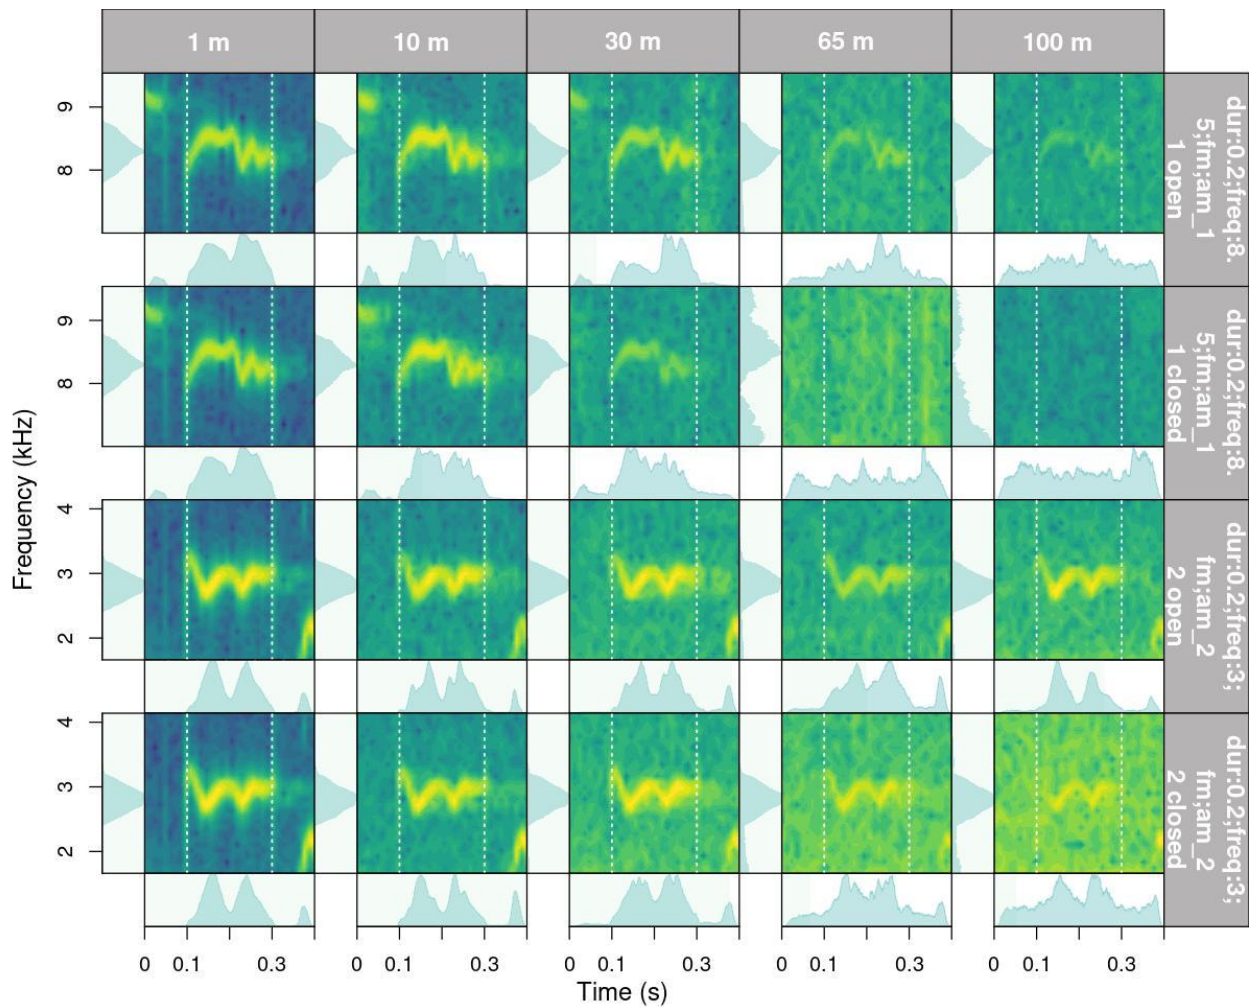 1 m
10 m
30 m
65 m
100 m
dur:0.2;freq:8.
5;fm;am_1
1 open
dur:0.2;freq:8.
5;fm;am_1
1 closed
dur:0.2;freq:3;
fm;am_2
2 open
dur:0.2;freq:3;
fm;am_2
2 closed
Frequency (kHz)
9
8
9
8
4
3
2
4
3
2
0 0.1 0.3 0 0.1 0.3 0 0.1 0.3 0 0.1 0.3 0 0.1 0.3
Time (s)